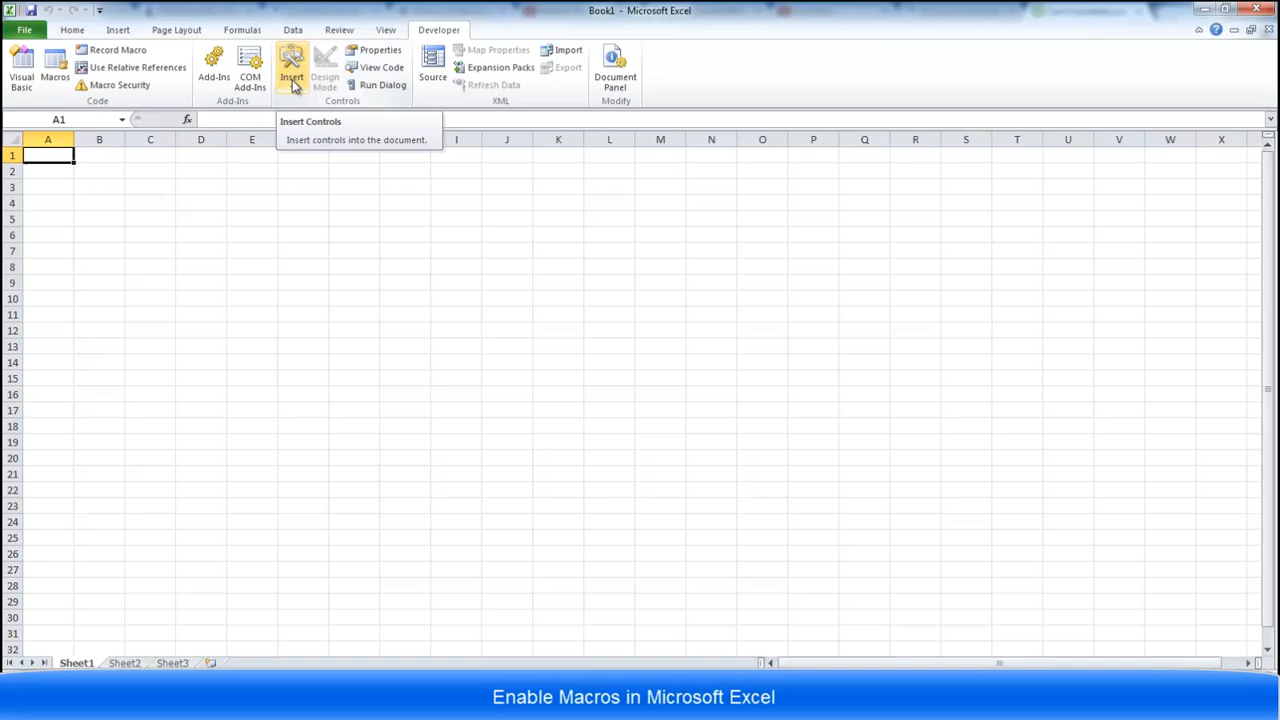 Book1 - Microsoft Excel
File Home Insert Page Layout Formulas Data Review View Developer
Visual Basic
Macros
Record Macro
Use Relative References
Macro Security
Code
Add-Ins
COM Add-Ins
Add-Ins
Insert
Design Mode
Properties
View Code
Run Dialog
Controls
Source
Map Properties
Expansion Packs
Refresh Data
Import
Export
XML
Document Panel
Modify
A1 fx
Insert Controls
Insert controls into the document.
A B C D E I J K L M N O P Q R S T U V W X
1
2
3
4
5
6
7
8
9
10
11
12
13
14
15
16
17
18
19
20
21
22
23
24
25
26
27
28
29
30
31
32
Sheet1 Sheet2 Sheet3
Enable Macros in Microsoft Excel